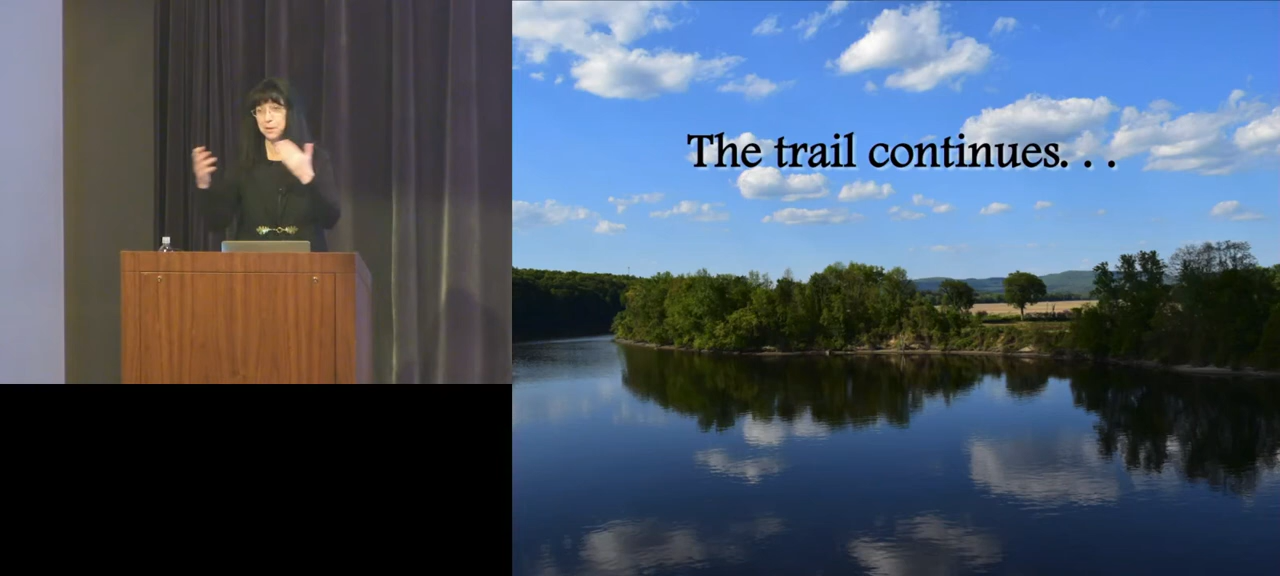 The trail continues. . .